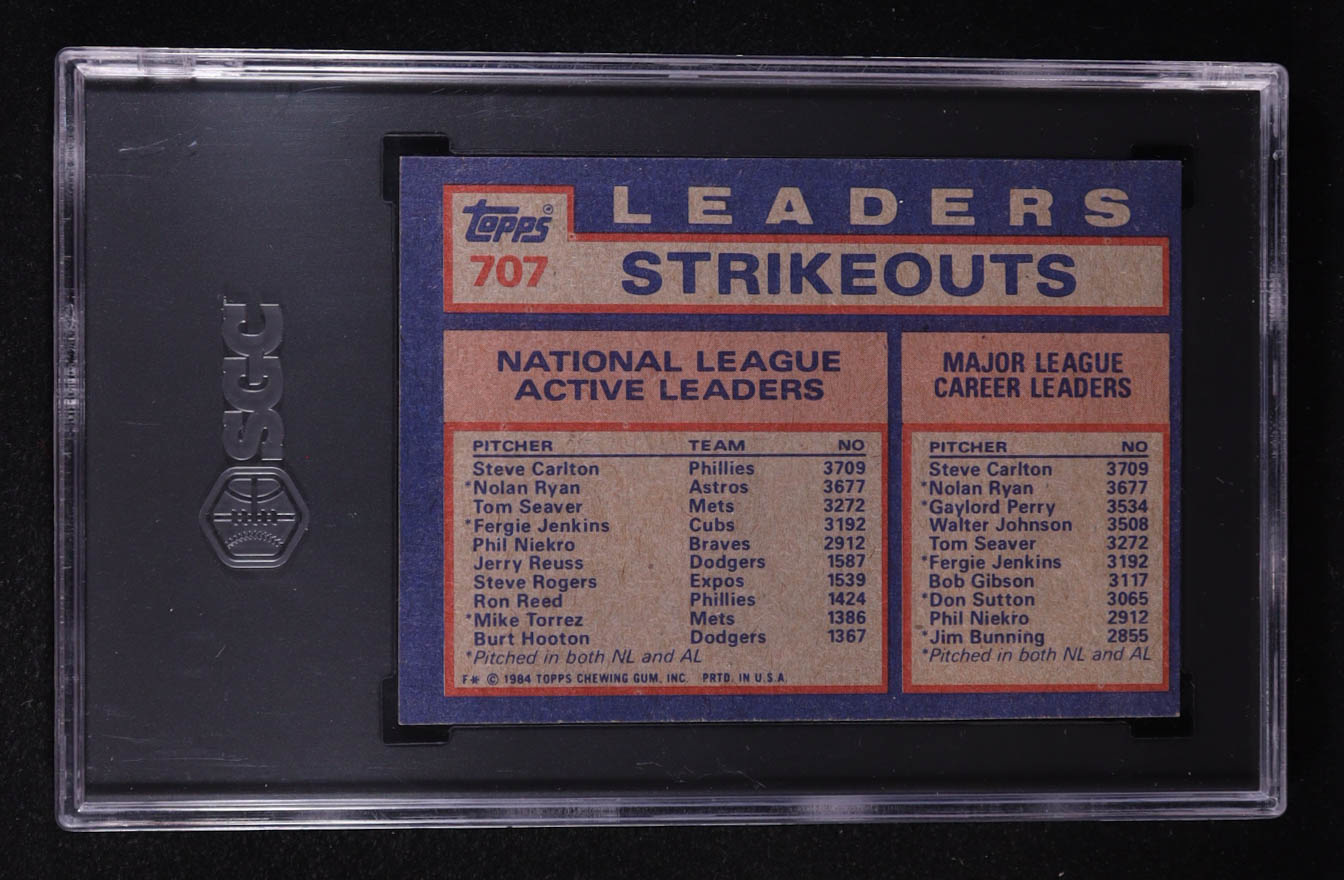 SGC
topps®
707
LEADERS
STRIKEOUTS
NATIONAL LEAGUE
ACTIVE LEADERS
PITCHER TEAM NO
Steve Carlton Phillies 3709
*Nolan Ryan Astros 3677
Tom Seaver Mets 3272
*Fergie Jenkins Cubs 3192
Phil Niekro Braves 2912
Jerry Reuss Dodgers 1587
Steve Rogers Expos 1539
Ron Reed Phillies 1424
*Mike Torrez Mets 1386
Burt Hooton Dodgers 1367
*Pitched in both NL and AL
F* © 1984 TOPPS CHEWING GUM, INC. PRTD. IN U.S.A.
MAJOR LEAGUE
CAREER LEADERS
PITCHER NO
Steve Carlton 3709
*Nolan Ryan 3677
*Gaylord Perry 3534
Walter Johnson 3508
Tom Seaver 3272
*Fergie Jenkins 3192
Bob Gibson 3117
*Don Sutton 3065
Phil Niekro 2912
*Jim Bunning 2855
*Pitched in both NL and AL